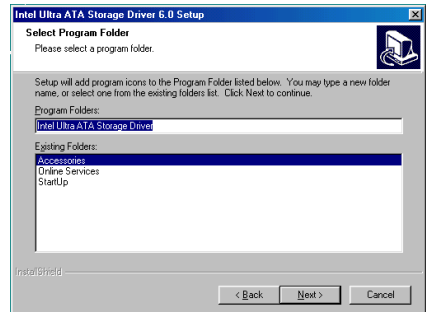 Intel Ultra ATA Storage Driver 6.0 Setup
Select Program Folder
Please select a program folder.
Setup will add program icons to the Program Folder listed below. You may type a new folder
name, or select one from the existing folders list. Click Next to continue.
Program Folders:
Intel Ultra ATA Storage Driver
Existing Folders:
Accessories
Online Services
StartUp
InstallShield
< Back
Next >
Cancel